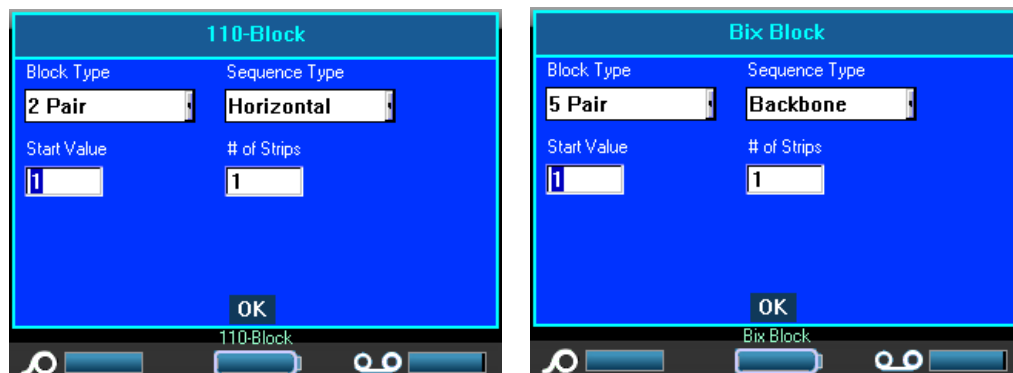 110-Block
Block Type Sequence Type
2 Pair Horizontal
Start Value # of Strips
1 1
OK
110-Block
Bix Block
Block Type Sequence Type
5 Pair Backbone
Start Value # of Strips
1 1
OK
Bix Block